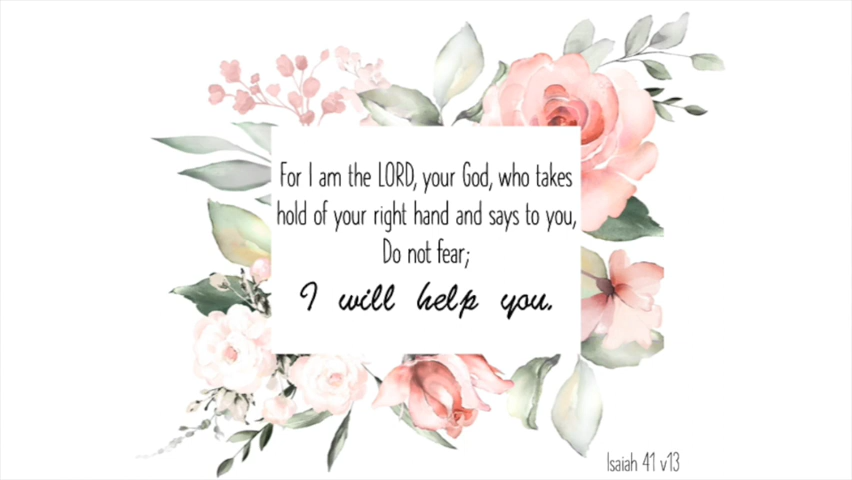 For I am the LORD, your God, who takes
hold of your right hand and says to you,
Do not fear;
I will help you.
Isaiah 41 v13